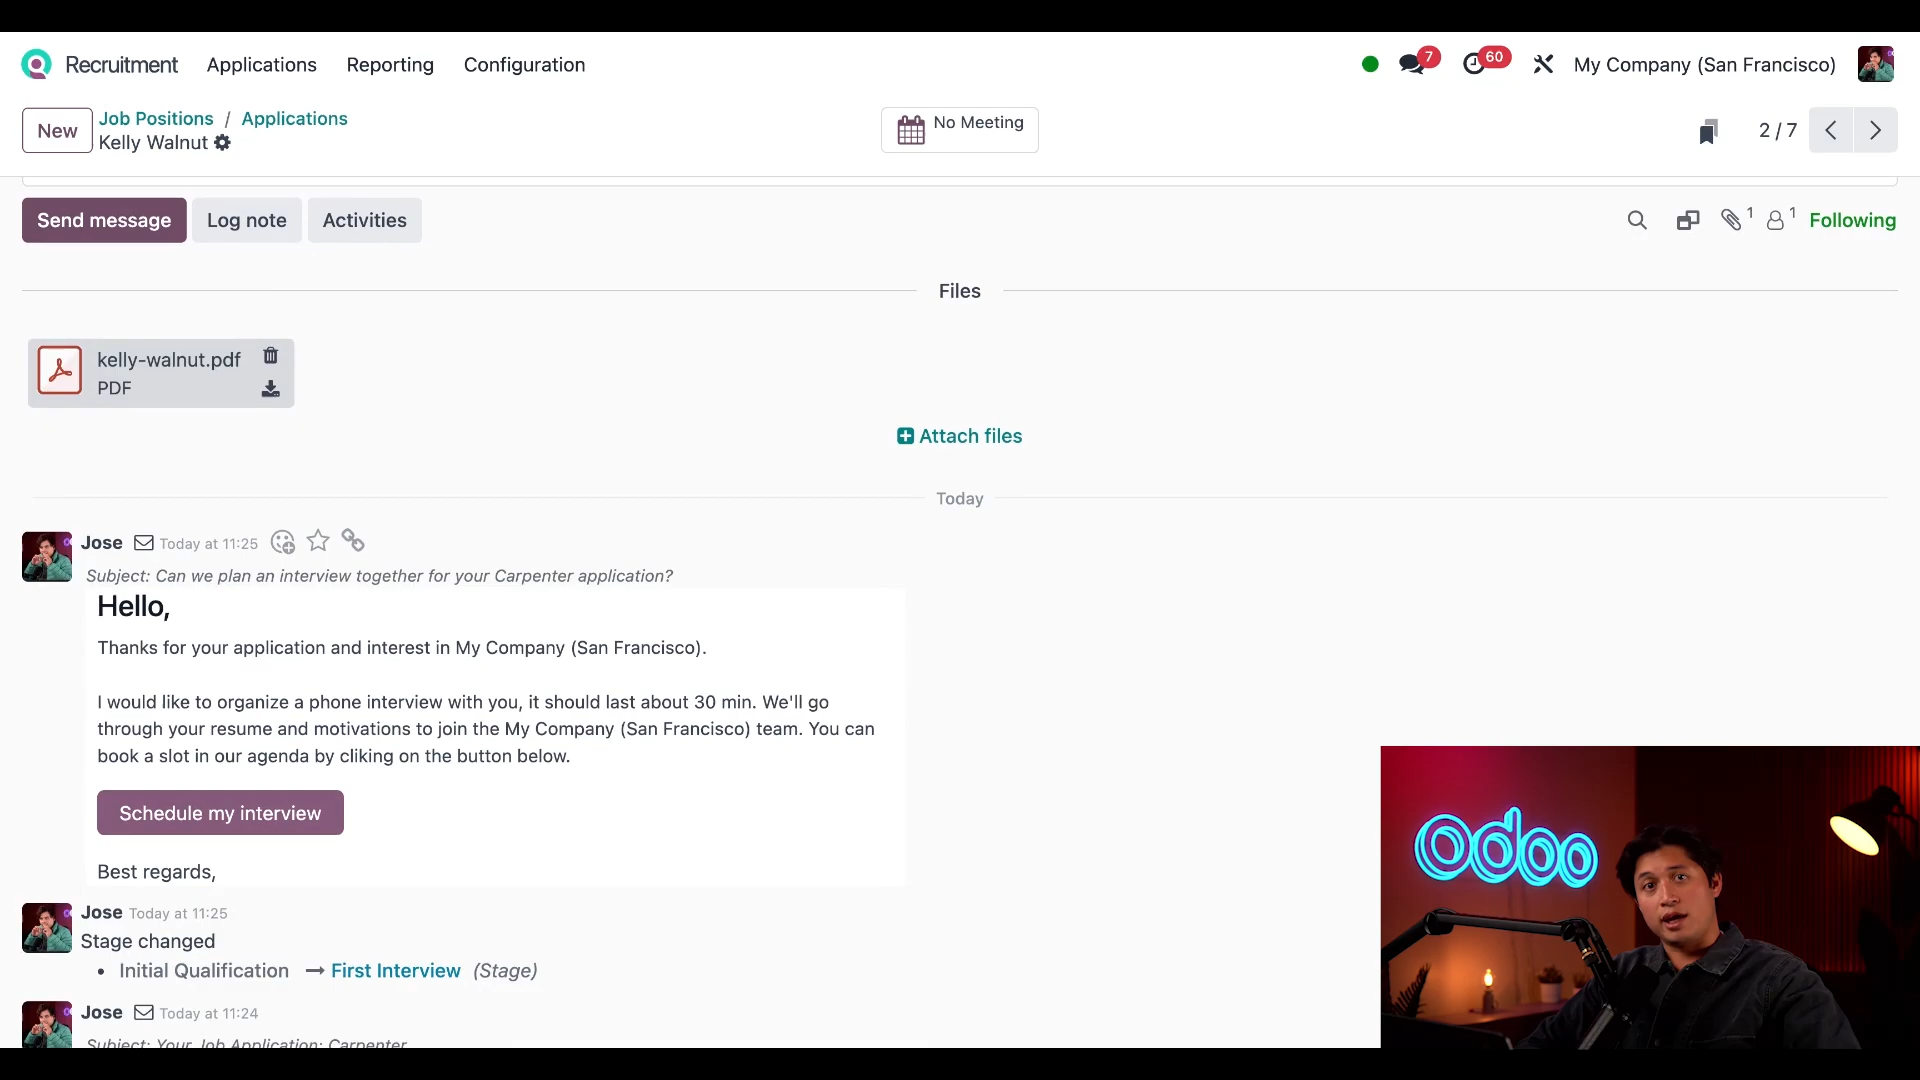 Recruitment Applications Reporting Configuration 7 60 My Company (San Francisco)
New Job Positions / Applications
Kelly Walnut
No Meeting
2 / 7
Send message Log note Activities 1 1 Following
Files
kelly-walnut.pdf
PDF
Attach files
Today
Jose Today at 11:25
Subject: Can we plan an interview together for your Carpenter application?
Hello,
Thanks for your application and interest in My Company (San Francisco).
I would like to organize a phone interview with you, it should last about 30 min. We'll go
through your resume and motivations to join the My Company (San Francisco) team. You can
book a slot in our agenda by cliking on the button below.
Schedule my interview
Best regards,
Jose Today at 11:25
Stage changed
• Initial Qualification → First Interview (Stage)
Jose Today at 11:24
Subject: Your Job Application: Carpenter
odoo